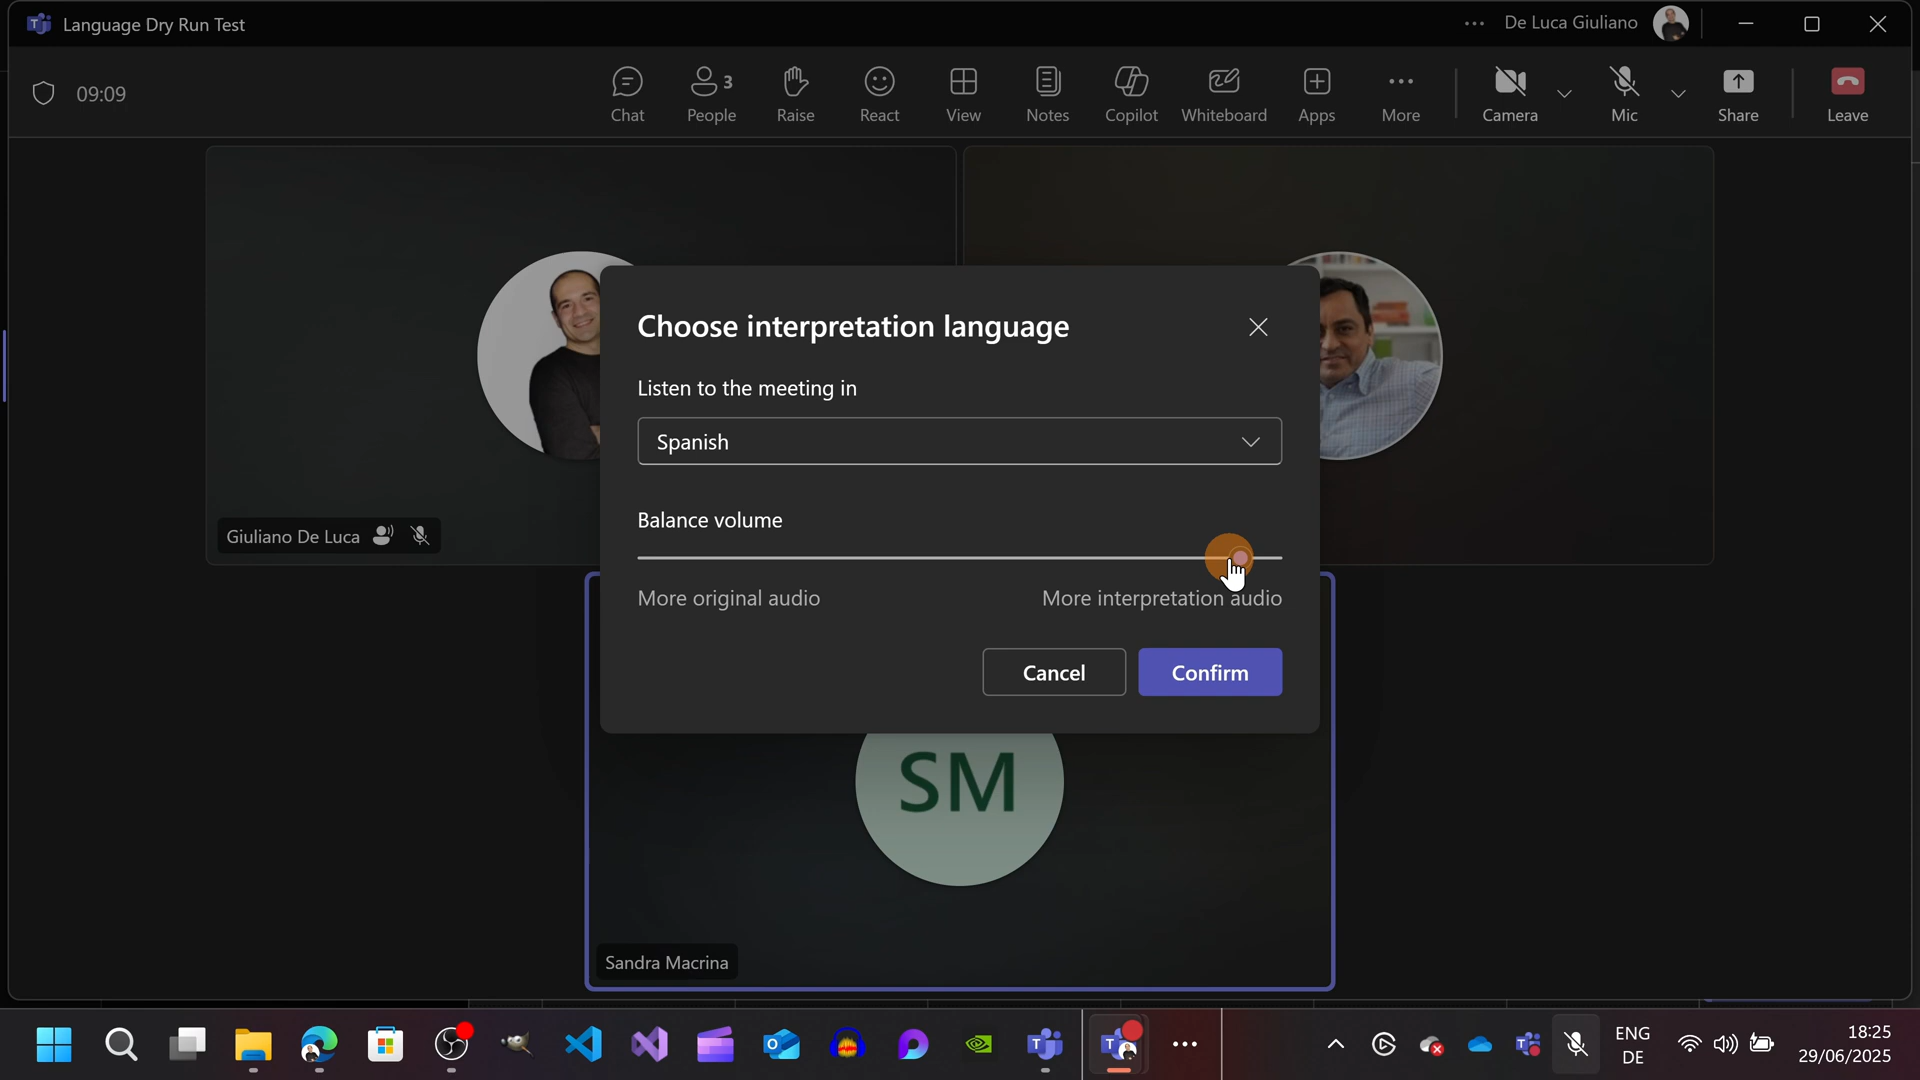 Language Dry Run Test
De Luca Giuliano
09:09
3
Chat
People
Raise
React
View
Notes
Copilot
Whiteboard
Apps
More
Camera
Mic
Share
Leave
Choose interpretation language
Listen to the meeting in
Spanish
Balance volume
More original audio
More interpretation audio
Cancel
Confirm
Giuliano De Luca
SM
Sandra Macrina
ENG
DE
18:25
29/06/2025